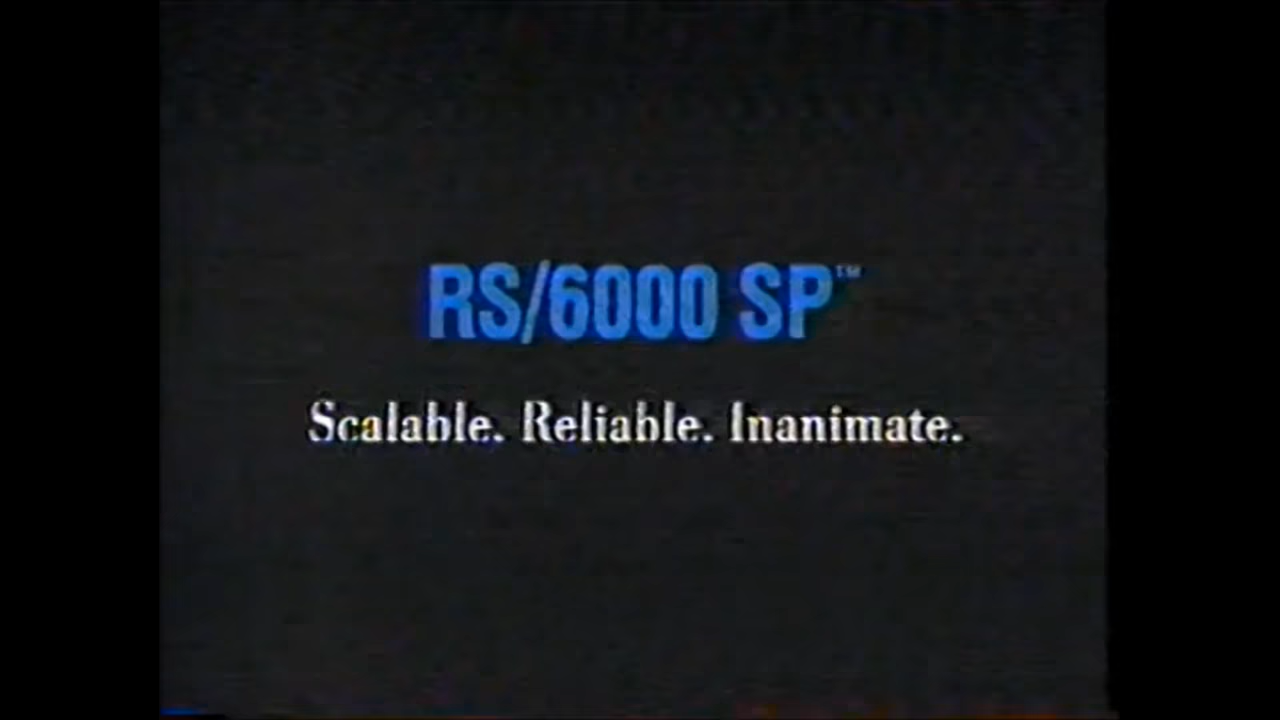 RS/6000 SP™
Scalable. Reliable. Inanimate.